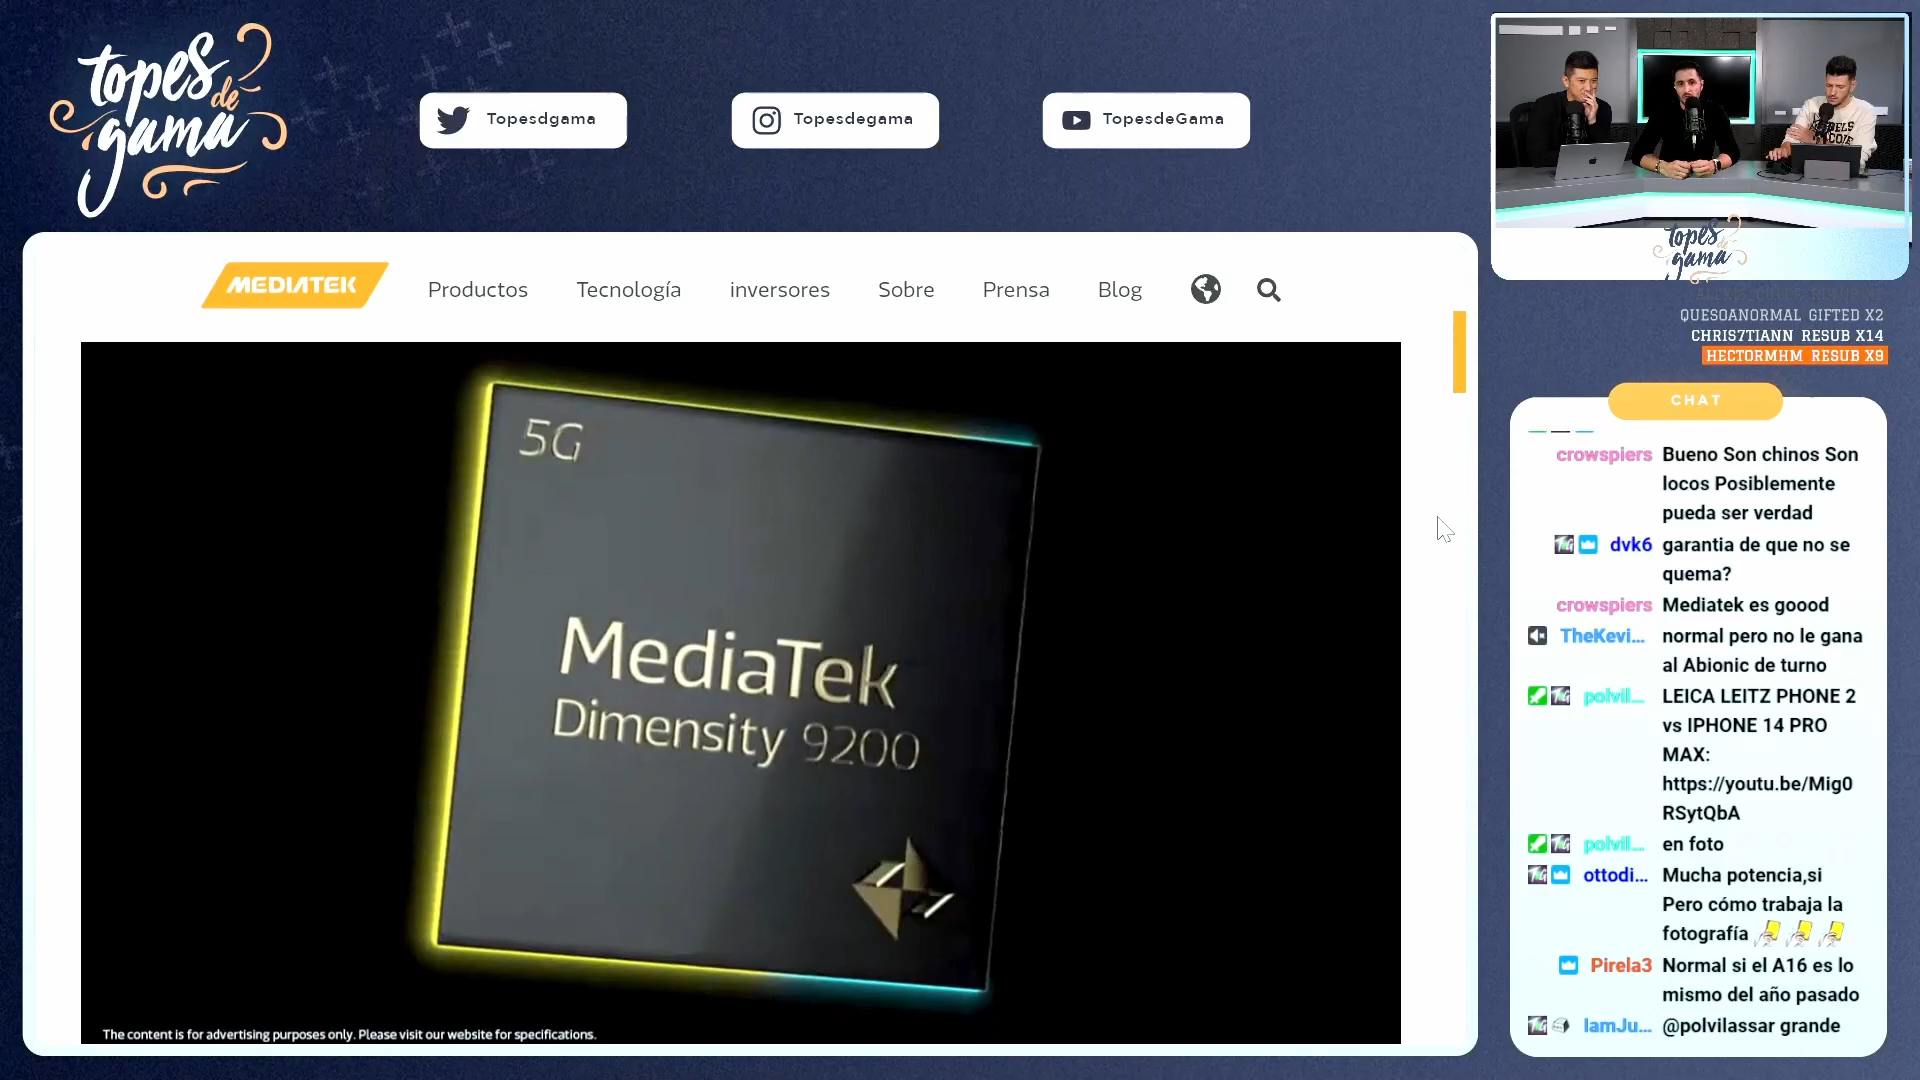 topes
de
gama
Topesdgama
Topesdegama
TopesdeGama
topes
de
gama
QUESOANORMAL GIFTED X2
CHRIS7TIANN RESUB X14
HECTORMHM RESUB X9
MEDIATEK
Productos
Tecnología
inversores
Sobre
Prensa
Blog
5G
MediaTek
Dimensity 9200
The content is for advertising purposes only. Please visit our website for specifications.
CHAT
crowspiers Bueno Son chinos Son
locos Posiblemente
pueda ser verdad
dvk6 garantia de que no se
quema?
crowspiers Mediatek es goood
TheKevi... normal pero no le gana
al Abionic de turno
polvil... LEICA LEITZ PHONE 2
vs IPHONE 14 PRO
MAX:
https://youtu.be/Mig0
RSytQbA
polvil... en foto
ottodi... Mucha potencia,si
Pero cómo trabaja la
fotografía
Pirela3 Normal si el A16 es lo
mismo del año pasado
IamJu... @polvilassar grande